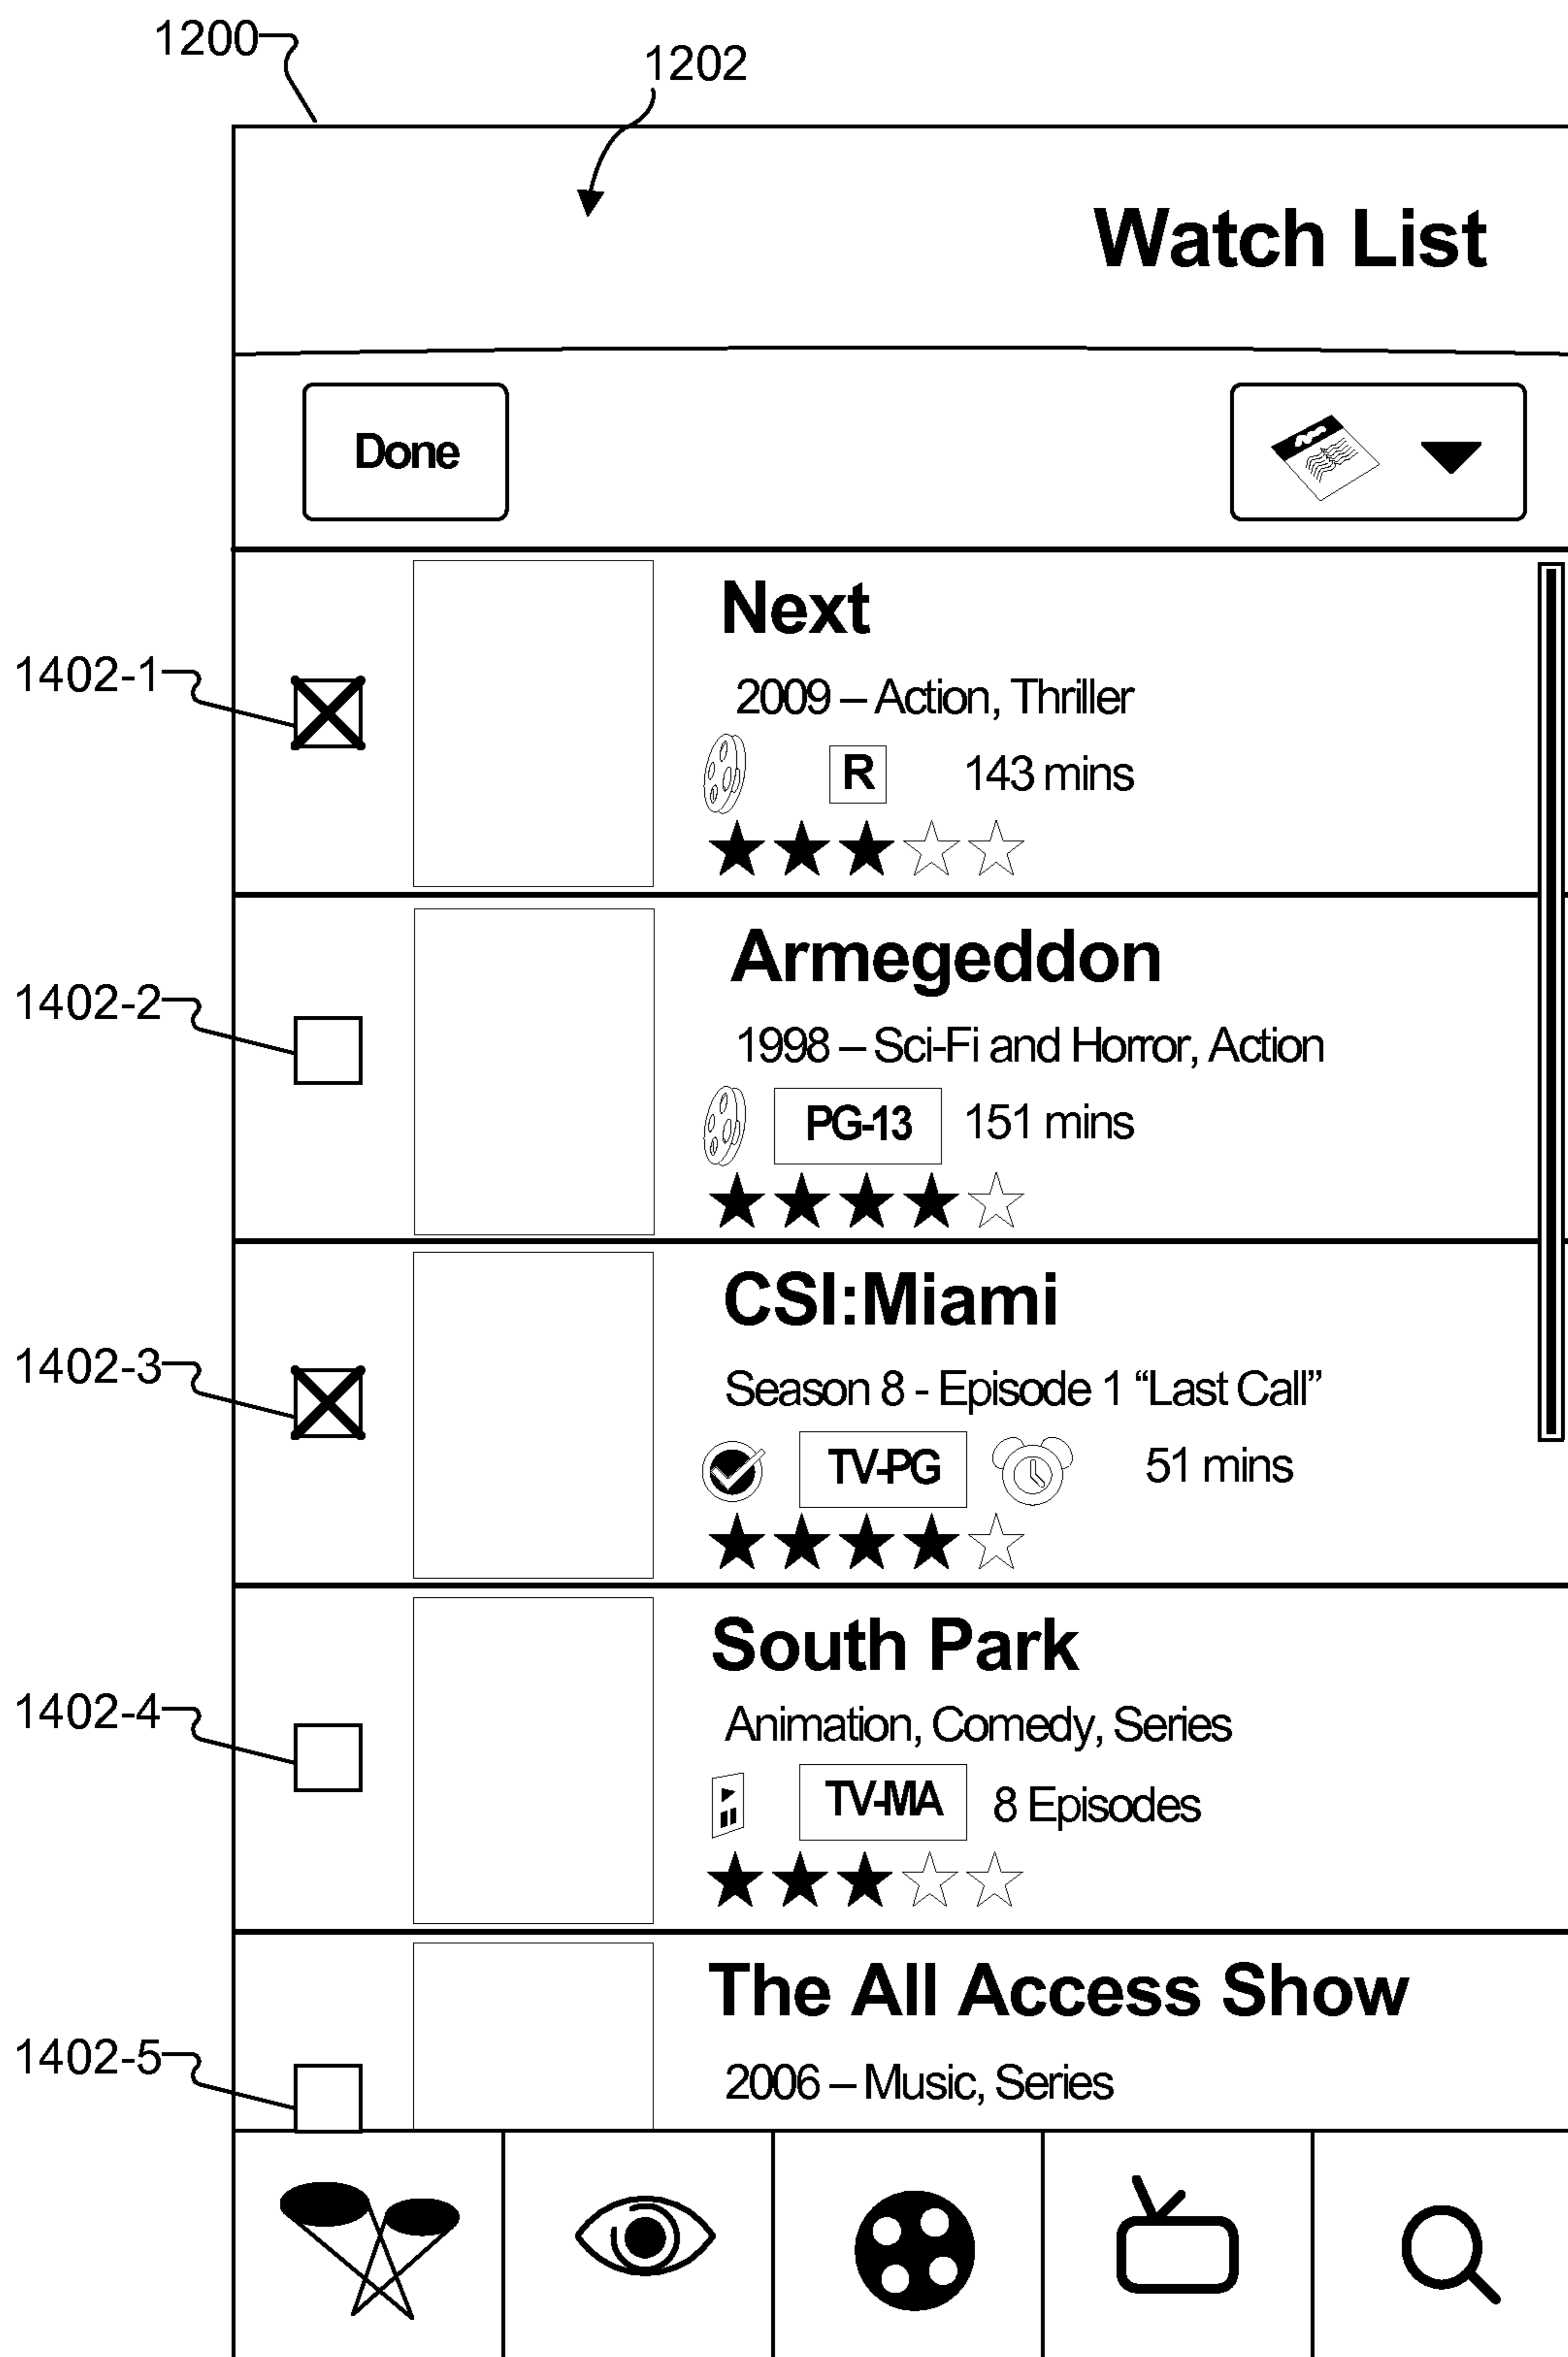 1200
1202
Watch List
Done
Next
1402-1
2009 – Action, Thriller
R 143 mins
Armegeddon
1402-2
1998 – Sci-Fi and Horror, Action
PG-13 151 mins
CSI:Miami
1402-3
Season 8 - Episode 1 “Last Call”
TV-PG 51 mins
South Park
1402-4
Animation, Comedy, Series
TV-MA 8 Episodes
The All Access Show
1402-5
2006 – Music, Series